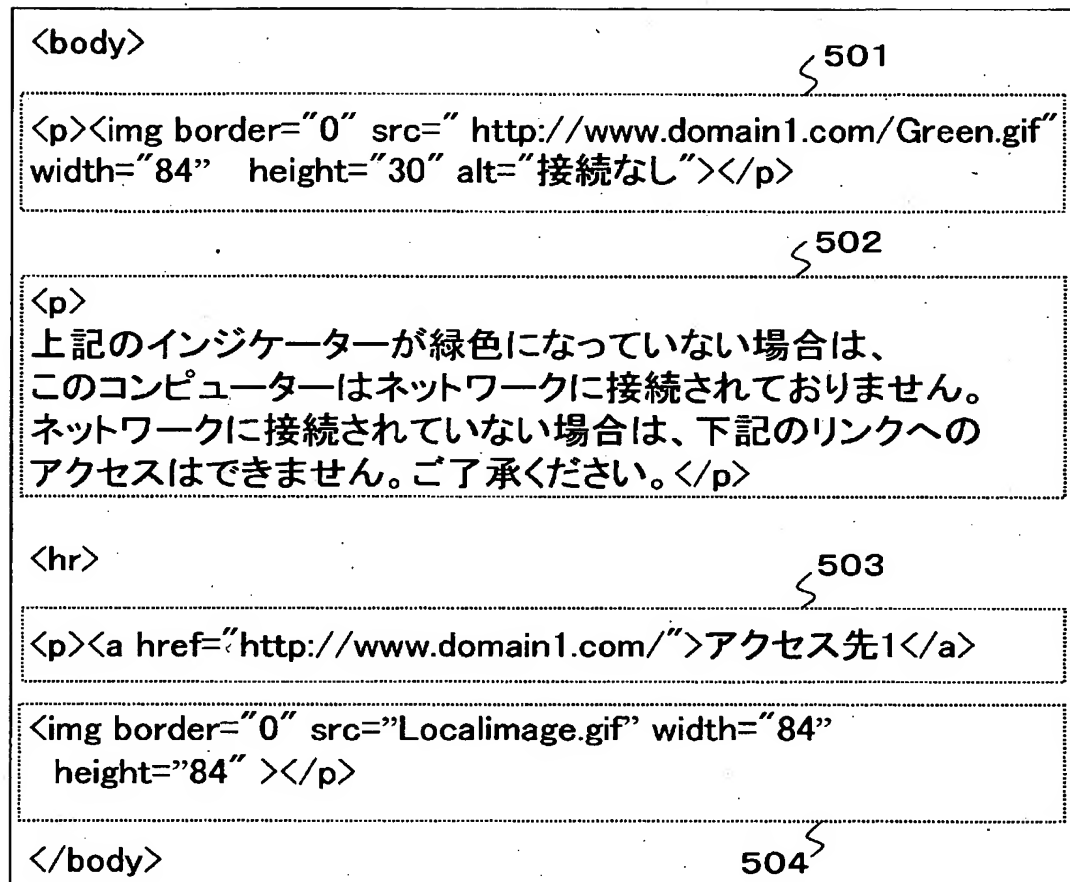 <body>
501
<p><img border="0" src=" http://www.domain1.com/Green.gif"
width="84” height="30" alt="接続なし"></p>
502
<p>
上記のインジケーターが緑色になっていない場合は、
このコンピューターはネットワークに接続されておりません。
ネットワークに接続されていない場合は、下記のリンクへの
アクセスはできません。ご了承ください。</p>
<hr>
503
<p><a href="http://www.domain1.com/">アクセス先1</a>
<img border="0" src=”Localimage.gif” width="84”
height=”84" ></p>
</body>
504